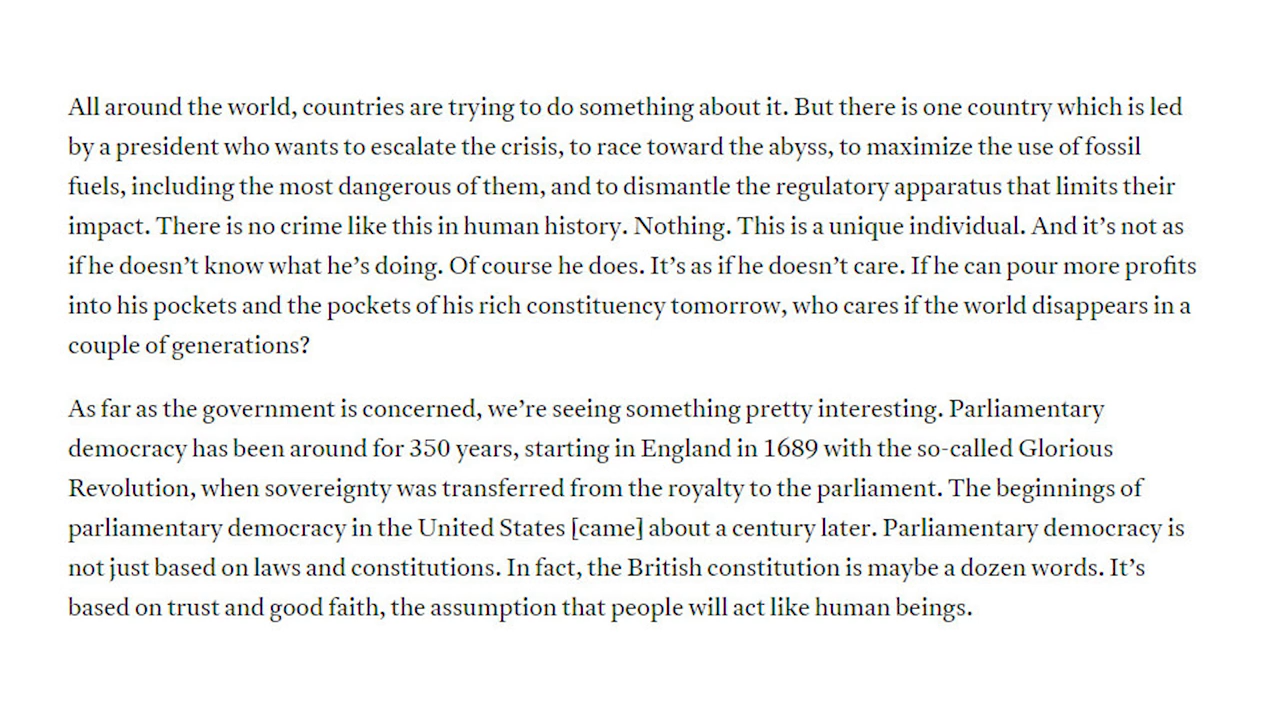 All around the world, countries are trying to do something about it. But there is one country which is led
by a president who wants to escalate the crisis, to race toward the abyss, to maximize the use of fossil
fuels, including the most dangerous of them, and to dismantle the regulatory apparatus that limits their
impact. There is no crime like this in human history. Nothing. This is a unique individual. And it’s not as
if he doesn’t know what he’s doing. Of course he does. It’s as if he doesn’t care. If he can pour more profits
into his pockets and the pockets of his rich constituency tomorrow, who cares if the world disappears in a
couple of generations?
As far as the government is concerned, we’re seeing something pretty interesting. Parliamentary
democracy has been around for 350 years, starting in England in 1689 with the so-called Glorious
Revolution, when sovereignty was transferred from the royalty to the parliament. The beginnings of
parliamentary democracy in the United States [came] about a century later. Parliamentary democracy is
not just based on laws and constitutions. In fact, the British constitution is maybe a dozen words. It’s
based on trust and good faith, the assumption that people will act like human beings.